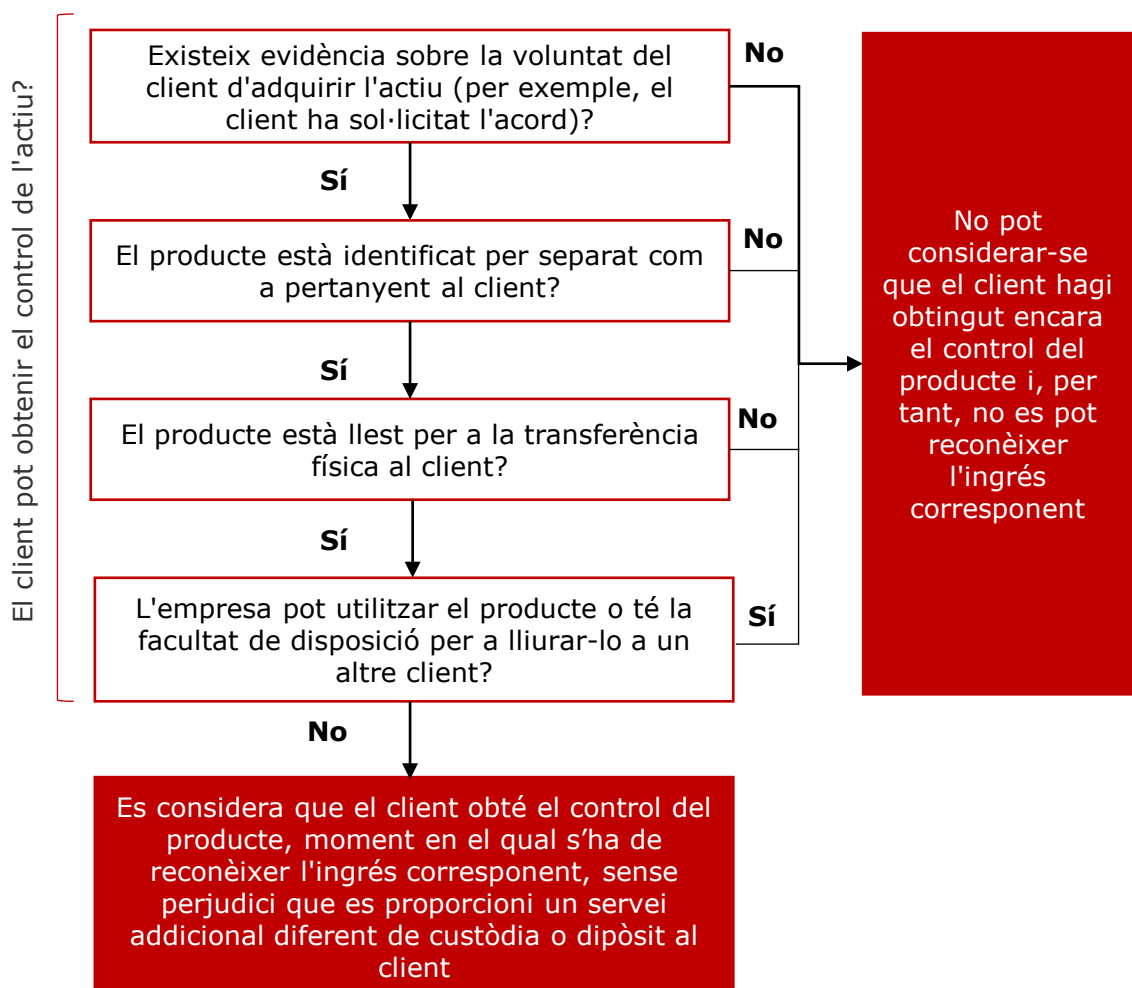 El client pot obtenir el control de l'actiu?
Existeix evidència sobre la voluntat del
client d'adquirir l'actiu (per exemple, el
client ha sol·licitat l'acord)?
No
Sí
El producte està identificat per separat com
a pertanyent al client?
No
Sí
El producte està llest per a la transferència
física al client?
No
Sí
L'empresa pot utilitzar el producte o té la
facultat de disposició per a lliurar-lo a un
altre client?
Sí
No
Es considera que el client obté el control del
producte, moment en el qual s’ha de
reconèixer l'ingrés corresponent, sense
perjudici que es proporcioni un servei
addicional diferent de custòdia o dipòsit al
client
No pot
considerar-se
que el client hagi
obtingut encara
el control del
producte i, per
tant, no es pot
reconèixer
l'ingrés
corresponent